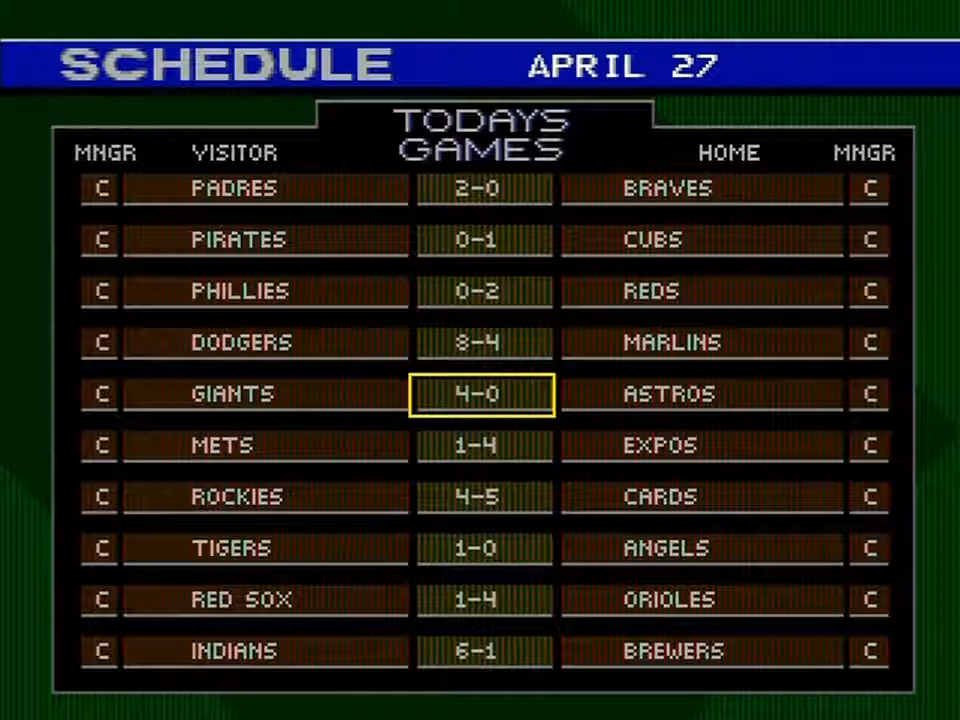 SCHEDULE APRIL 27
TODAYS
GAMES
MNGR VISITOR HOME MNGR
C PADRES 2-0 BRAVES C
C PIRATES 0-1 CUBS C
C PHILLIES 0-2 REDS C
C DODGERS 8-4 MARLINS C
C GIANTS 4-0 ASTROS C
C METS 1-4 EXPOS C
C ROCKIES 4-5 CARDS C
C TIGERS 1-0 ANGELS C
C RED SOX 1-4 ORIOLES C
C INDIANS 6-1 BREWERS C